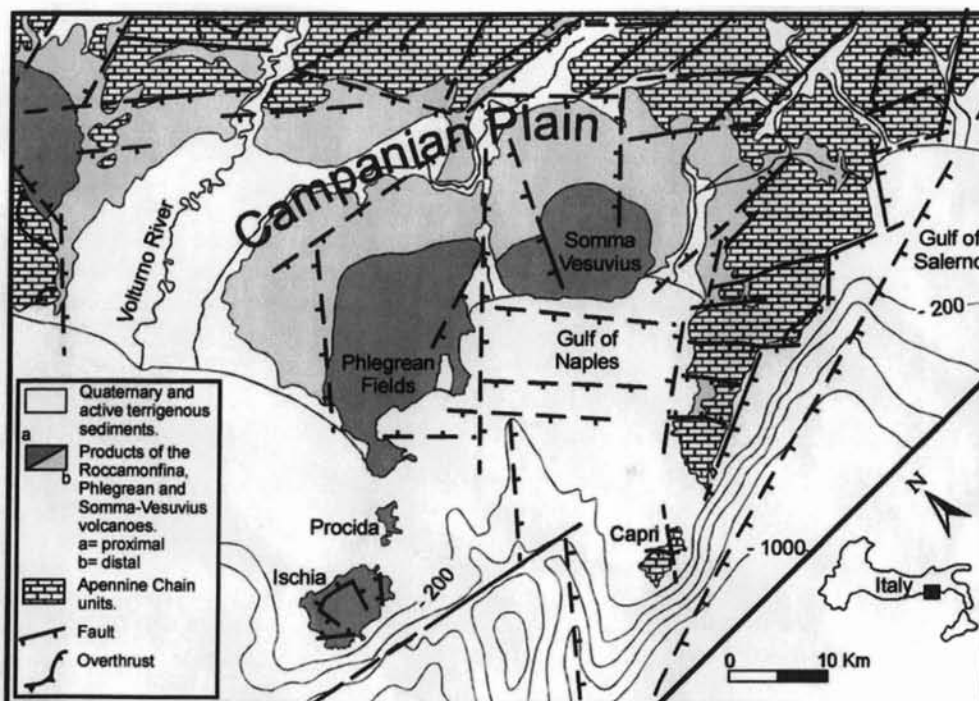 Campanian Plain
Volturno River
Somma
Vesuvius
Gulf of
Salerno
- 200
Phlegrean
Fields
Gulf of
Naples
Procida
Ischia
- 200
Capri
- 1000
N
Italy
0 10 Km
Quaternary and
active terrigenous
sediments.
a
b
Products of the
Roccamonfina,
Phlegrean and
Somma-Vesuvius
volcanoes.
a= proximal
b= distal
Apennine Chain
units.
Fault
Overthrust